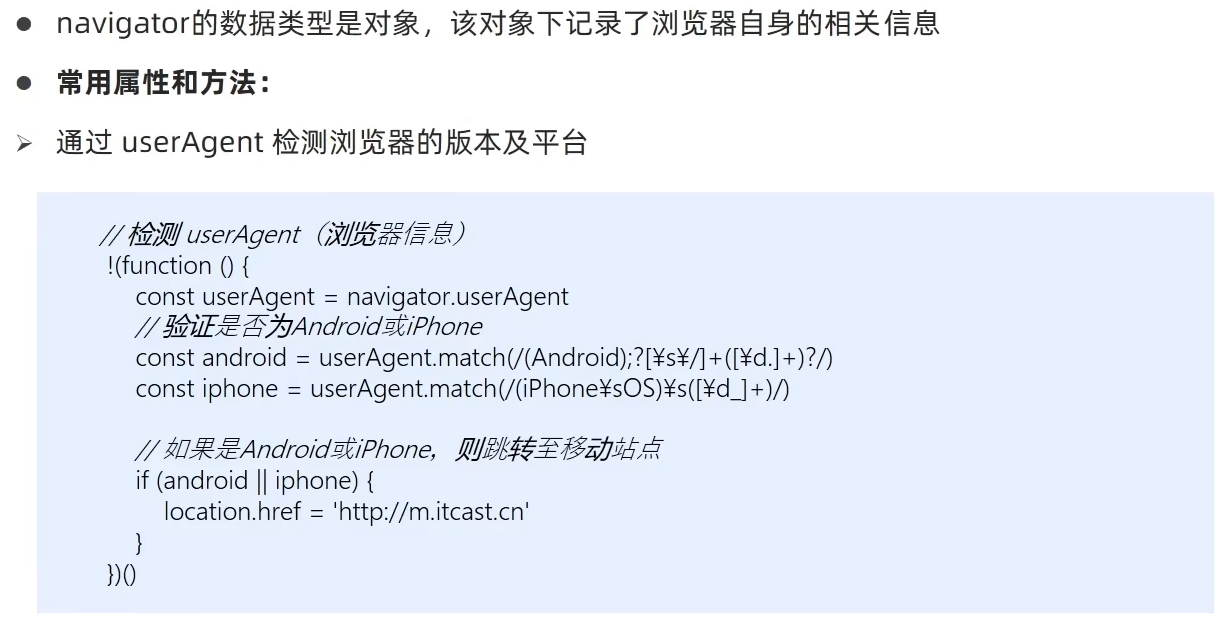 ● navigator的数据类型是对象，该对象下记录了浏览器自身的相关信息
● 常用属性和方法：
➢ 通过 userAgent 检测浏览器的版本及平台
// 检测 userAgent（浏览器信息）
!(function () {
const userAgent = navigator.userAgent
// 验证是否为Android或iPhone
const android = userAgent.match(/(Android);?[¥s¥/]+([¥d.]+)?/)
const iphone = userAgent.match(/(iPhone¥sOS)¥s([¥d_]+)/)
// 如果是Android或iPhone，则跳转至移动站点
if (android || iphone) {
location.href = 'http://m.itcast.cn'
}
})()